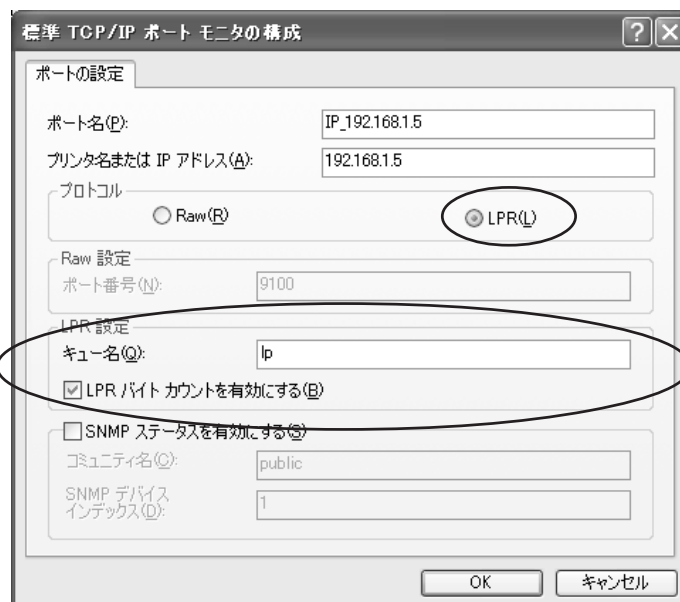 標準 TCP/IP ポート モニタの構成
ポートの設定
ポート名(P): IP_192.168.1.5
プリンタ名または IP アドレス(A): 192.168.1.5
プロトコル
Raw(R) LPR(L)
Raw 設定
ポート番号(N): 9100
LPR 設定
キュー名(Q): lp
LPR バイト カウントを有効にする(B)
SNMP ステータスを有効にする(S)
コミュニティ名(C): public
SNMP デバイス
インデックス(D): 1
OK キャンセル